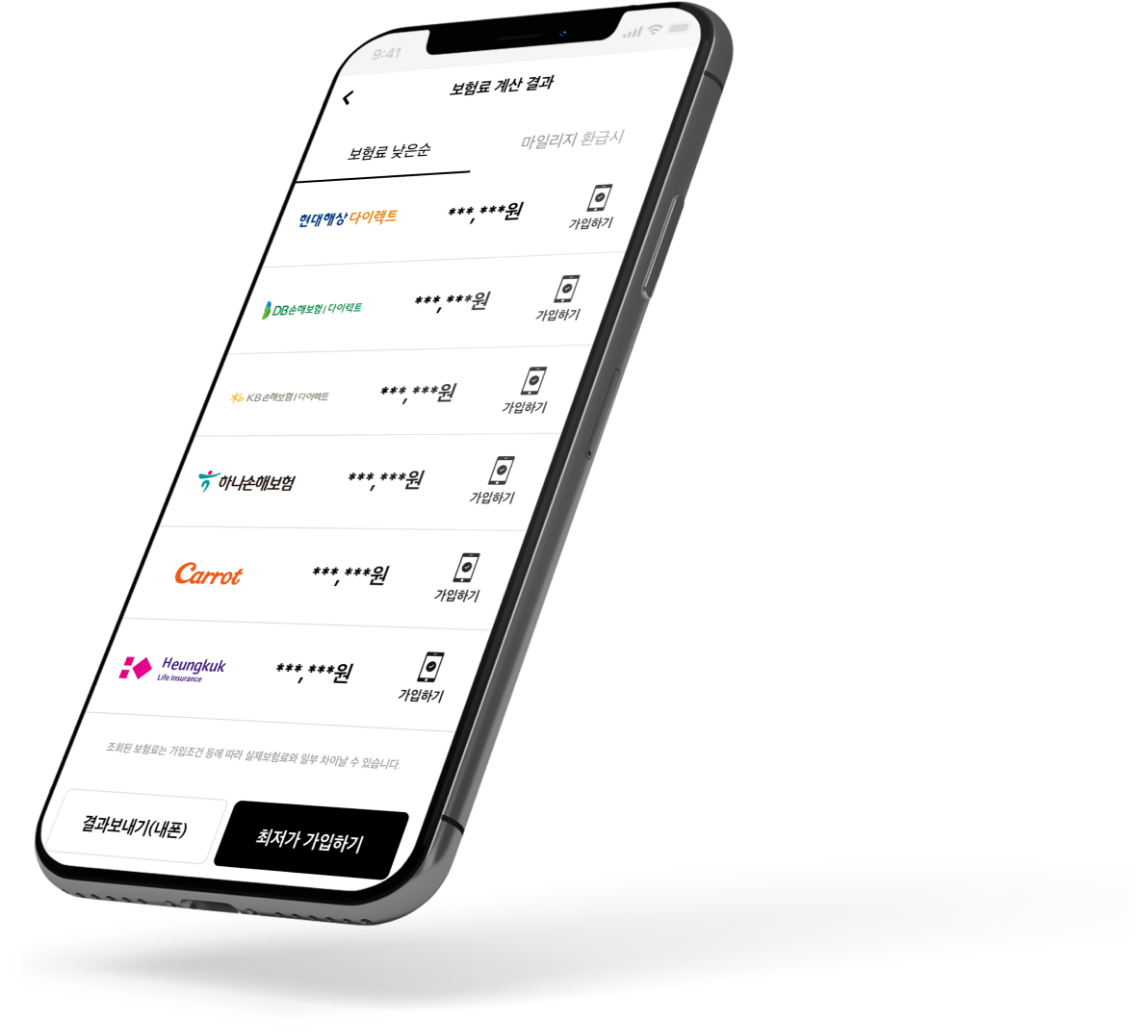 9:41
보험료 계산 결과
보험료 낮은순
마일리지 환급시
현대해상 다이렉트
***,***원
가입하기
DB손해보험 | 다이렉트
***,***원
가입하기
KB손해보험 | 다이렉트
***,***원
가입하기
하나손해보험
***,***원
가입하기
Carrot
***,***원
가입하기
Heungkuk
Life Insurance
***,***원
가입하기
조회된 보험료는 가입조건 등에 따라 실제보험료와 일부 차이날 수 있습니다.
결과보내기(내폰)
최저가 가입하기